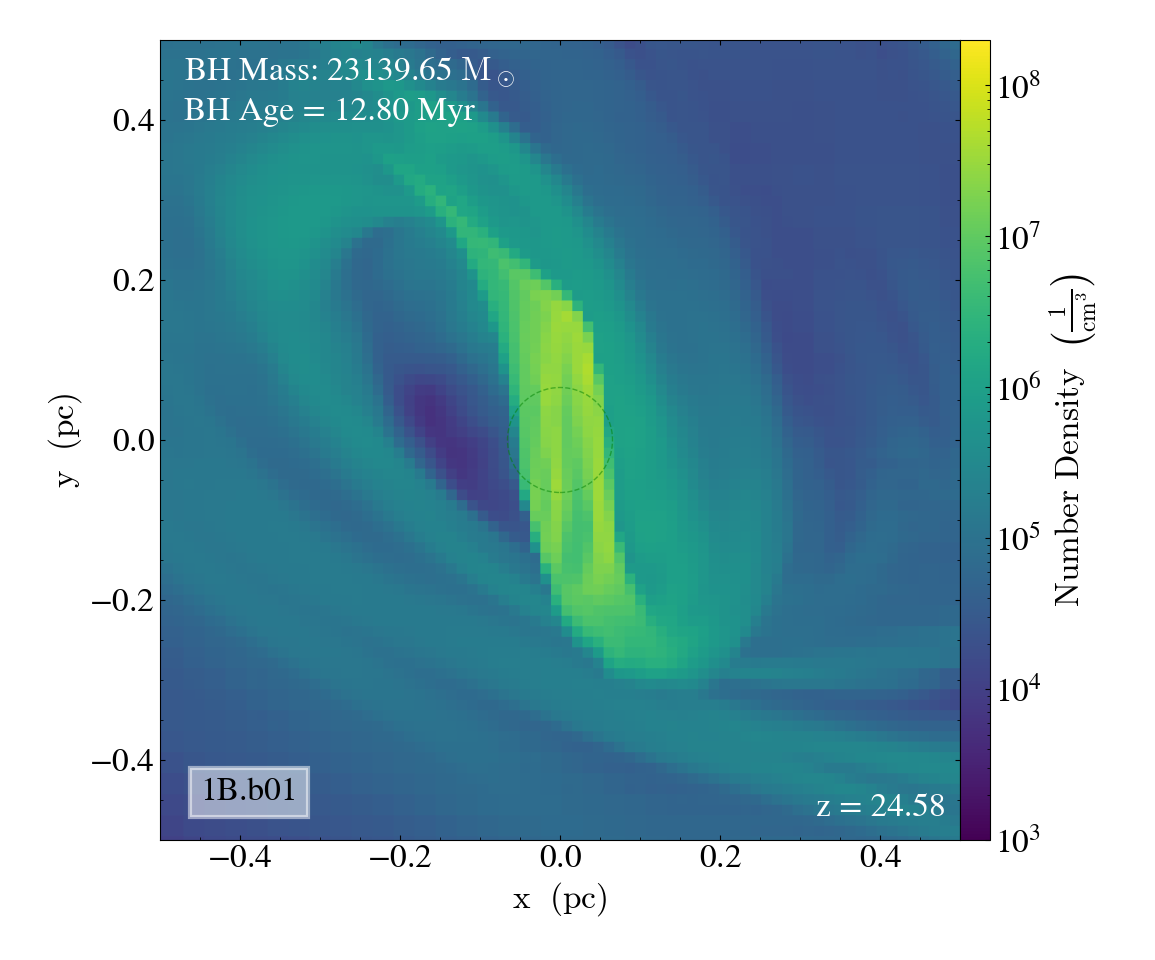 BH Mass: 23139.65 M⊙
BH Age = 12.80 Myr
0.4
0.2
0.0
−0.2
−0.4
y (pc)
1B.b01
z = 24.58
−0.4 −0.2 0.0 0.2 0.4
x (pc)
10⁸
10⁷
10⁶
10⁵
10⁴
10³
Number Density (1/cm³)